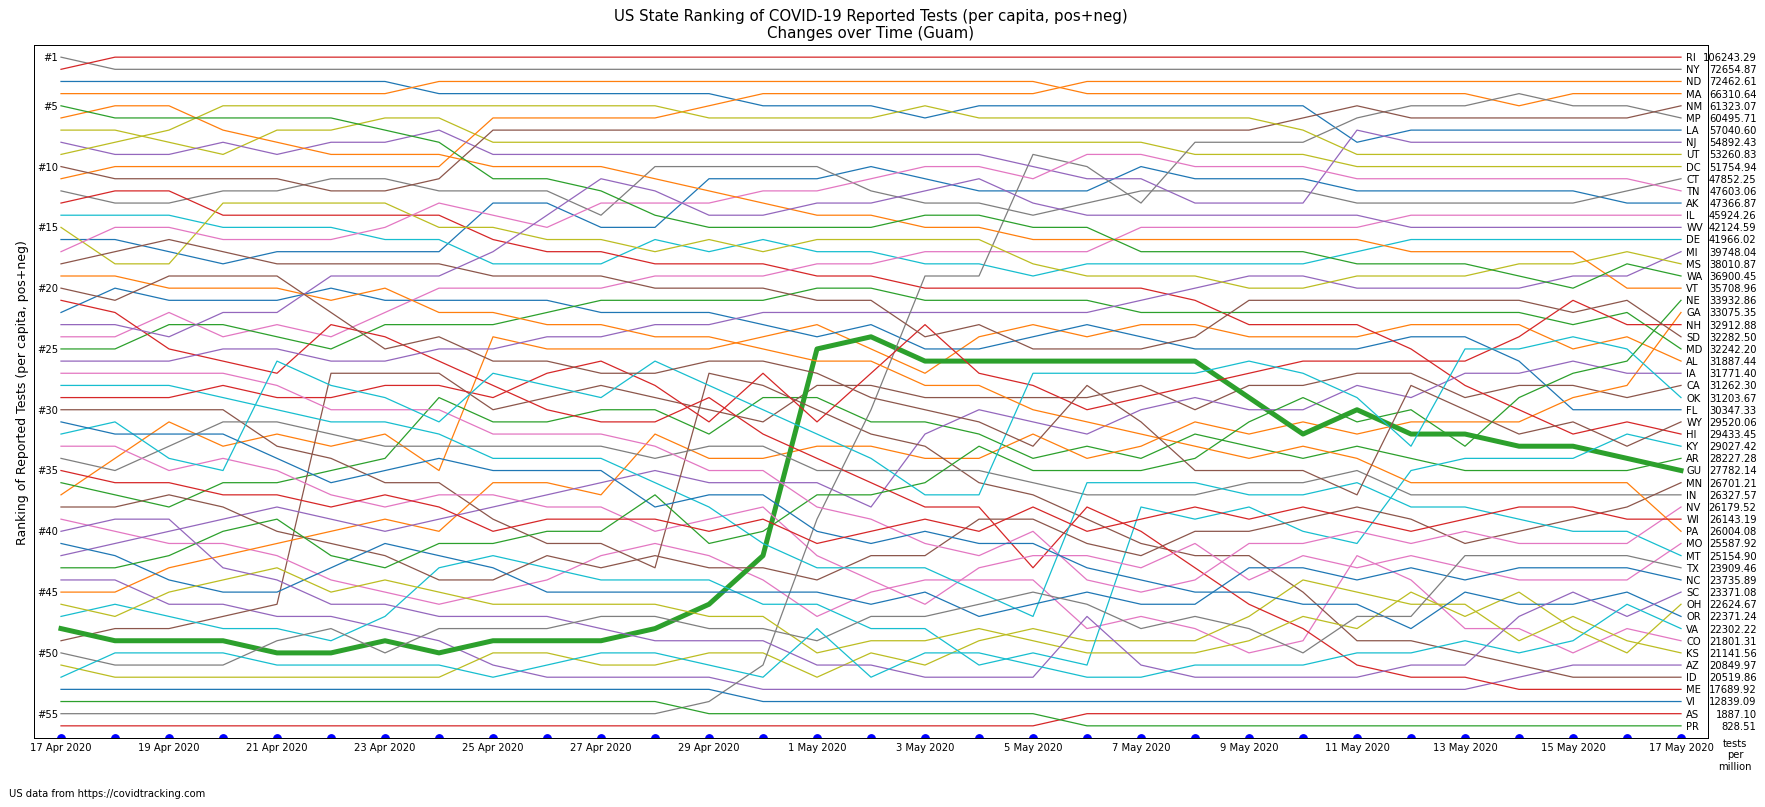 US State Ranking of COVID-19 Reported Tests (per capita, pos+neg)
Changes over Time (Guam)
Ranking of Reported Tests (per capita, pos+neg)
#1
#5
#10
#15
#20
#25
#30
#35
#40
#45
#50
#55
RI 106243.29
NY 72654.87
ND 72462.61
MA 66310.64
NM 61323.07
MP 60495.71
LA 57040.60
NJ 54892.43
UT 53260.83
DC 51754.94
CT 47852.25
TN 47603.06
AK 47366.87
IL 45924.26
WV 42124.59
DE 41966.02
MI 39748.04
MS 38010.87
WA 36900.45
VT 35708.96
NE 33932.86
GA 33075.35
NH 32912.88
SD 32282.50
MD 32242.20
AL 31887.44
IA 31771.40
CA 31262.30
OK 31203.67
FL 30347.33
WY 29520.06
HI 29433.45
KY 29027.42
AR 28227.28
GU 27782.14
MN 26701.21
IN 26327.57
NV 26179.52
WI 26143.19
PA 26004.08
MO 25587.92
MT 25154.90
TX 23909.46
NC 23735.89
SC 23371.08
OH 22624.67
OR 22371.24
VA 22302.22
CO 21801.31
KS 21141.56
AZ 20849.97
ID 20519.86
ME 17689.92
VI 12839.09
AS 1887.10
PR 828.51
17 Apr 2020 19 Apr 2020 21 Apr 2020 23 Apr 2020 25 Apr 2020 27 Apr 2020 29 Apr 2020 1 May 2020 3 May 2020 5 May 2020 7 May 2020 9 May 2020 11 May 2020 13 May 2020 15 May 2020 17 May 2020
tests
per
million
US data from https://covidtracking.com